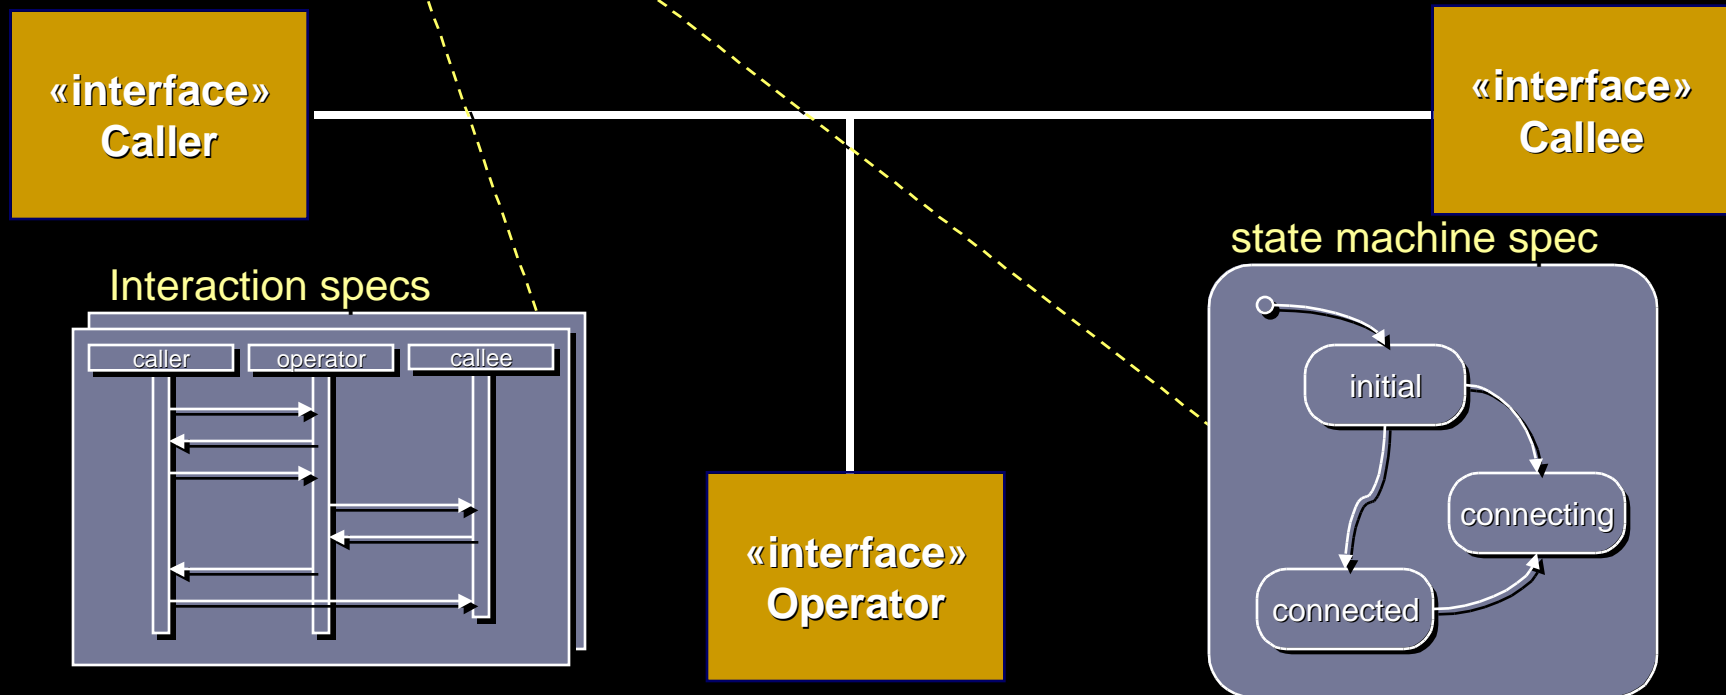 «interface»
Caller
«interface»
Callee
state machine spec
Interaction specs
caller
operator
callee
initial
connecting
connected
«interface»
Operator